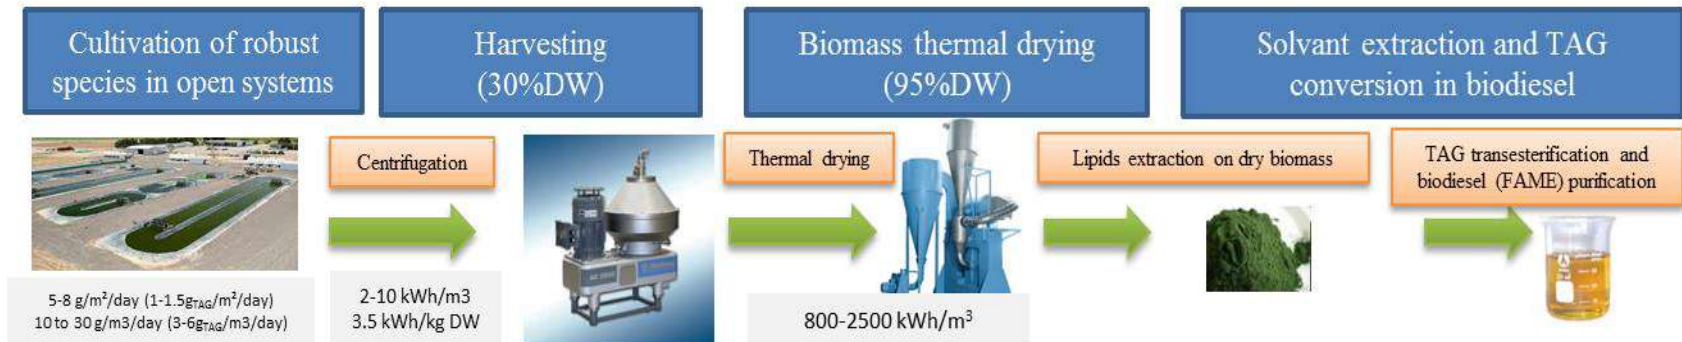 Cultivation of robust
species in open systems
Harvesting
(30%DW)
Biomass thermal drying
(95%DW)
Solvant extraction and TAG
conversion in biodiesel
Centrifugation
Thermal drying
Lipids extraction on dry biomass
TAG transesterification and
biodiesel (FAME) purification
5-8 g/m²/day (1-1.5gTAG/m²/day)
10 to 30 g/m3/day (3-6gTAG/m3/day)
2-10 kWh/m3
3.5 kWh/kg DW
800-2500 kWh/m³